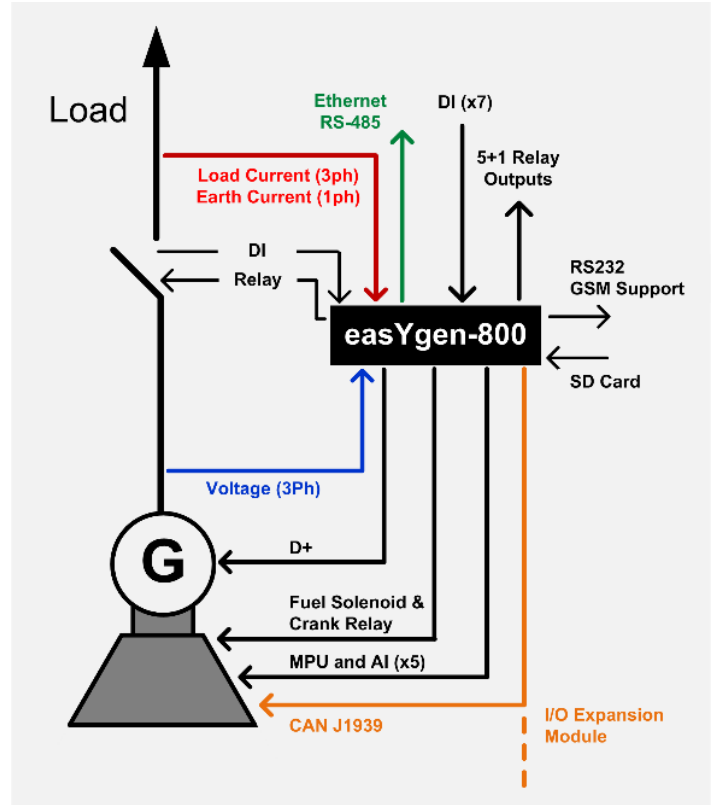 Load
Ethernet
RS-485
DI (x7)
5+1 Relay
Outputs
Load Current (3ph)
Earth Current (1ph)
DI
Relay
RS232
GSM Support
easYgen-800
SD Card
Voltage (3Ph)
G
D+
Fuel Solenoid &
Crank Relay
MPU and AI (x5)
CAN J1939
I/O Expansion
Module